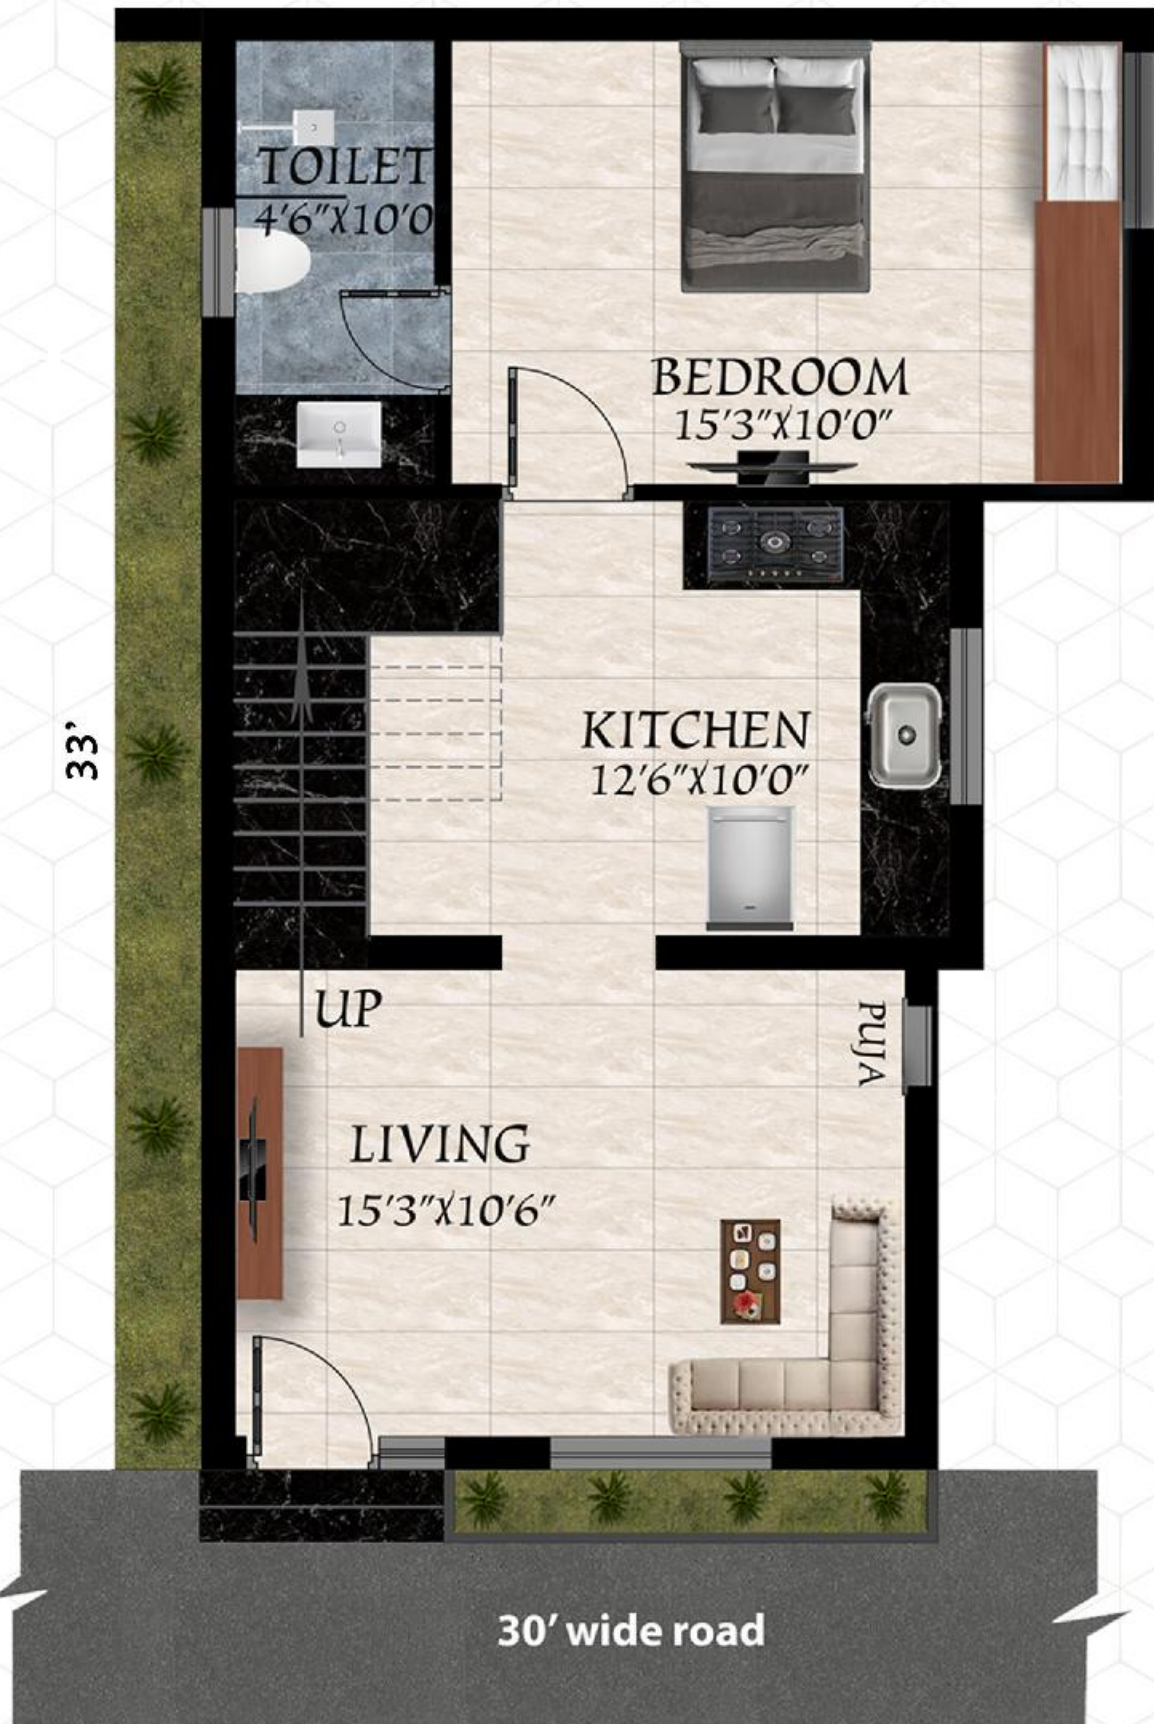 TOILET
4'6"X10'0
BEDROOM
15'3"X10'0"
33'
KITCHEN
12'6"X10'0"
UP
PUJA
LIVING
15'3"X10'6"
30' wide road